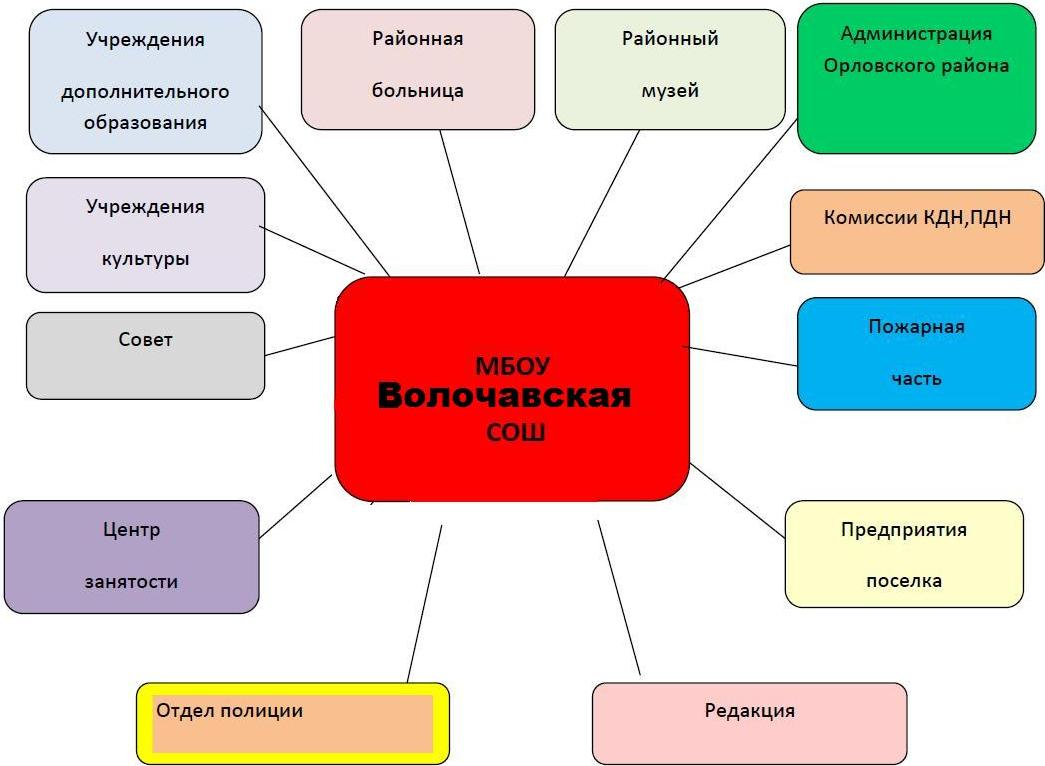 Учреждения
дополнительного
образования
Районная
больница
Районный
музей
Администрация
Орловского района
Учреждения
культуры
Комиссии КДН,ПДН
Совет
Пожарная
часть
МБОУ
Волочавская
СОШ
Центр
занятости
Предприятия
поселка
Отдел полиции
Редакция